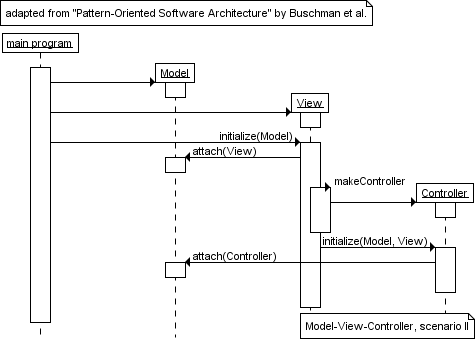 adapted from "Pattern-Oriented Software Architecture" by Buschman et al.
main program
Model
View
initialize(Model)
attach(View)
makeController
Controller
initialize(Model, View)
attach(Controller)
Model-View-Controller, scenario II